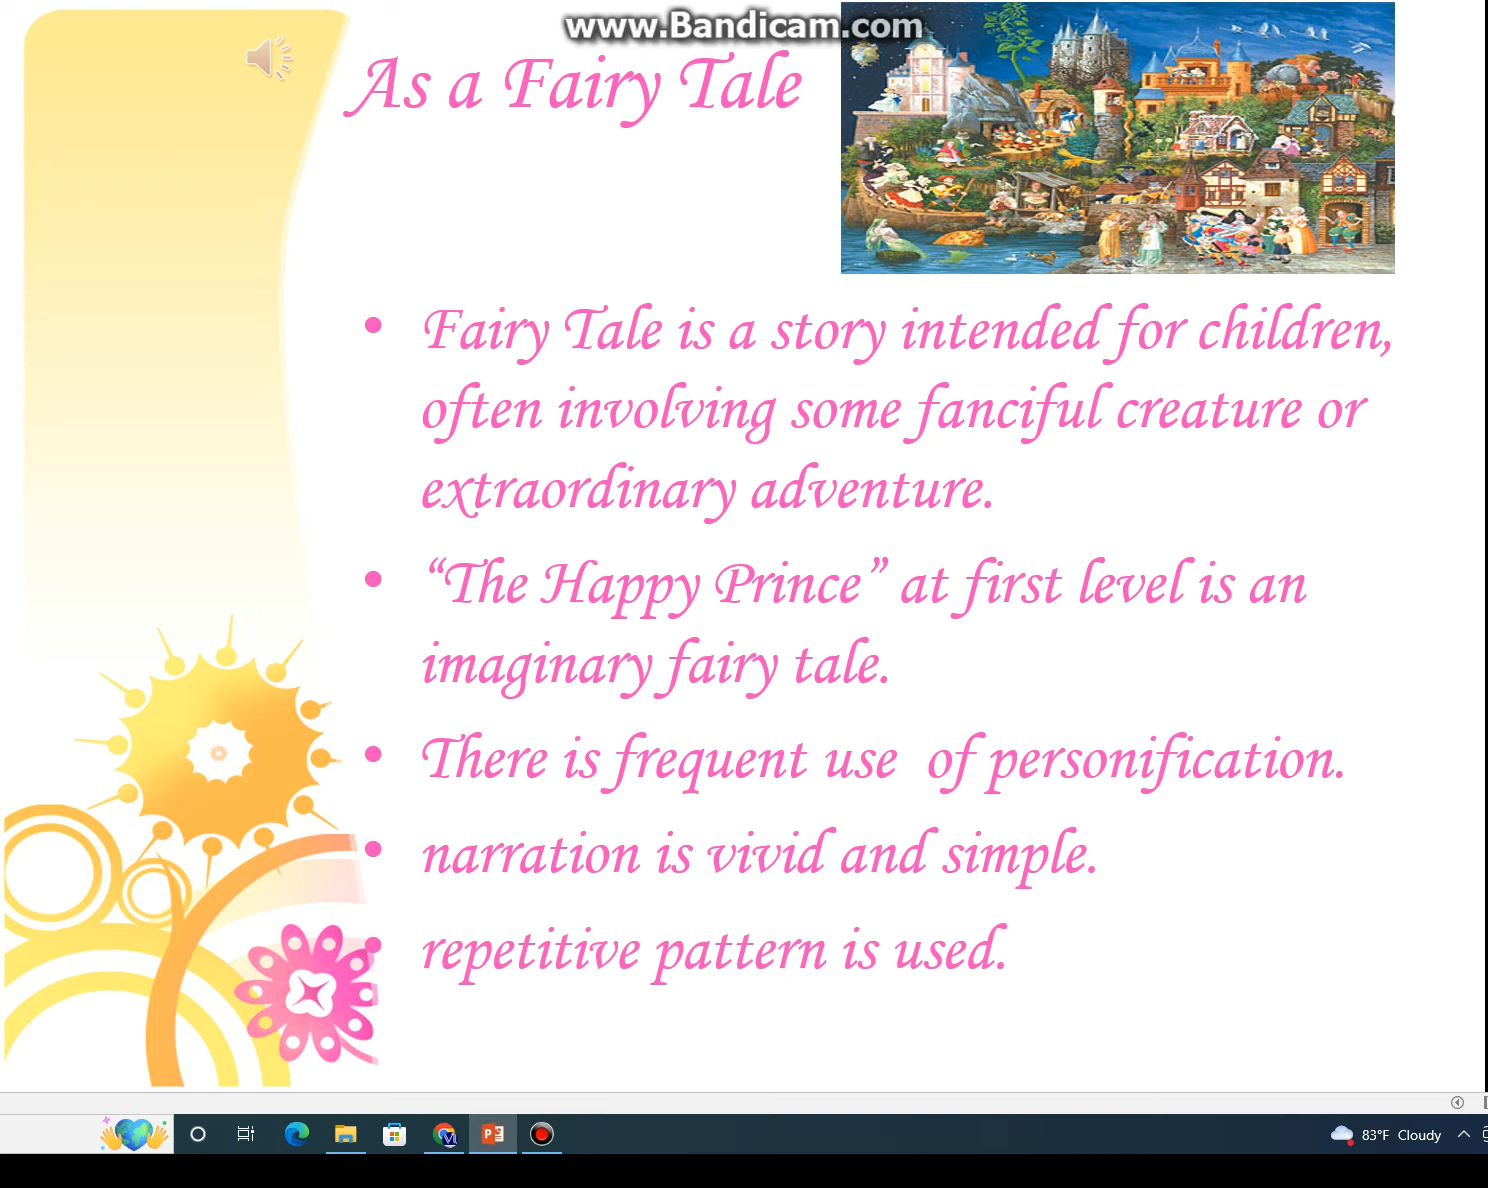 www.Bandicam.com
As a Fairy Tale
• Fairy Tale is a story intended for children,
often involving some fanciful creature or
extraordinary adventure.
• “The Happy Prince” at first level is an
imaginary fairy tale.
• There is frequent use  of personification.
• narration is vivid and simple.
• repetitive pattern is used.
83°F Cloudy